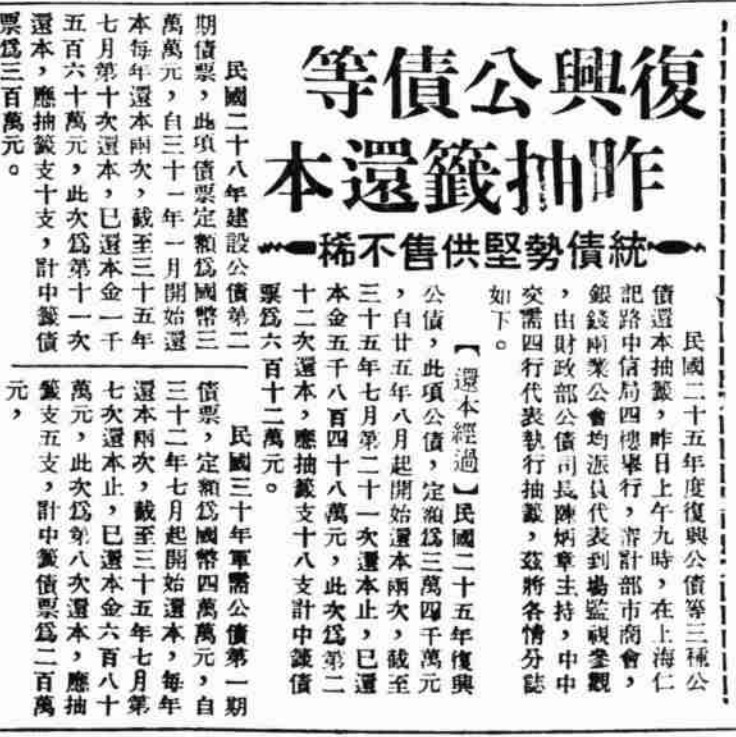 復興公債等
昨抽籤還本
統債勢堅供售不稀
民國二十五年度復興公債等三種公
債還本抽籤,昨日上午九時,在上海仁
記路中信局四樓舉行,審計部市商會,
銀錢兩業公會均派員代表到場監視參觀
,由財政部公債司長陳炳章主持,中中
交需四行代表執行抽籤,茲將各情分誌
如下。
【還本經過】民國二十五年復興
公債,此項公債,定額爲三萬四千萬元
,自廿五年八月起開始還本兩次,截至
三十五年七月第二十一次還本止,已還
本金五千八百四十八萬元,此次爲第二
十二次還本,應抽籤支十八支計中籤債
票爲六百十二萬元。
民國二十八年建設公債第二
期債票,此項債票定額爲國幣三
萬萬元,自三十一年一月開始還
本每年還本兩次,截至三十五年
七月第十次還本,已還本金一千
五百六十萬元,此次爲第十一次
還本,應抽籤支十支,計中籤債
票爲三百萬元。
民國三十年軍需公債第一期
債票,定額爲國幣四萬萬元,自
三十二年七月起開始還本,每年
還本兩次,截至三十五年七月第
七次還本止,已還本金六百八十
萬元,此次爲第八次還本,應抽
籤支五支,計中籤債票爲二百萬
元,